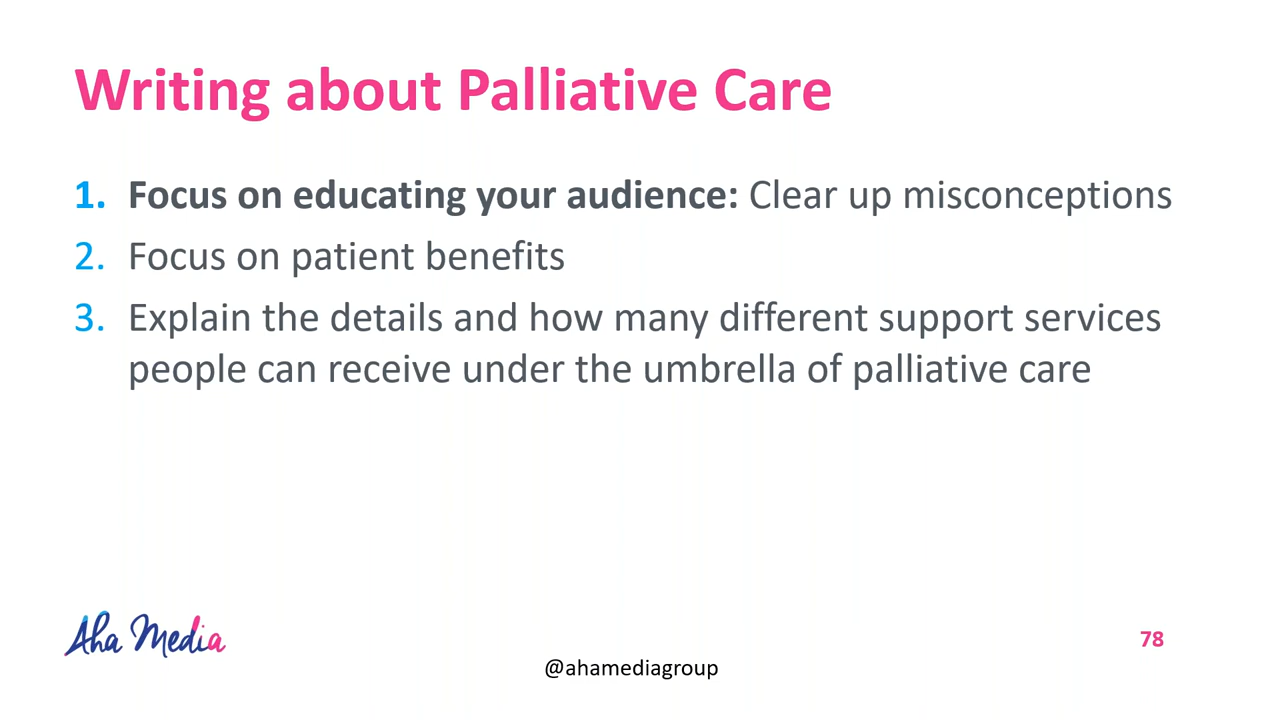 Writing about Palliative Care
1. Focus on educating your audience: Clear up misconceptions
2. Focus on patient benefits
3. Explain the details and how many different support services
people can receive under the umbrella of palliative care
Aha Media
78
@ahamediagroup